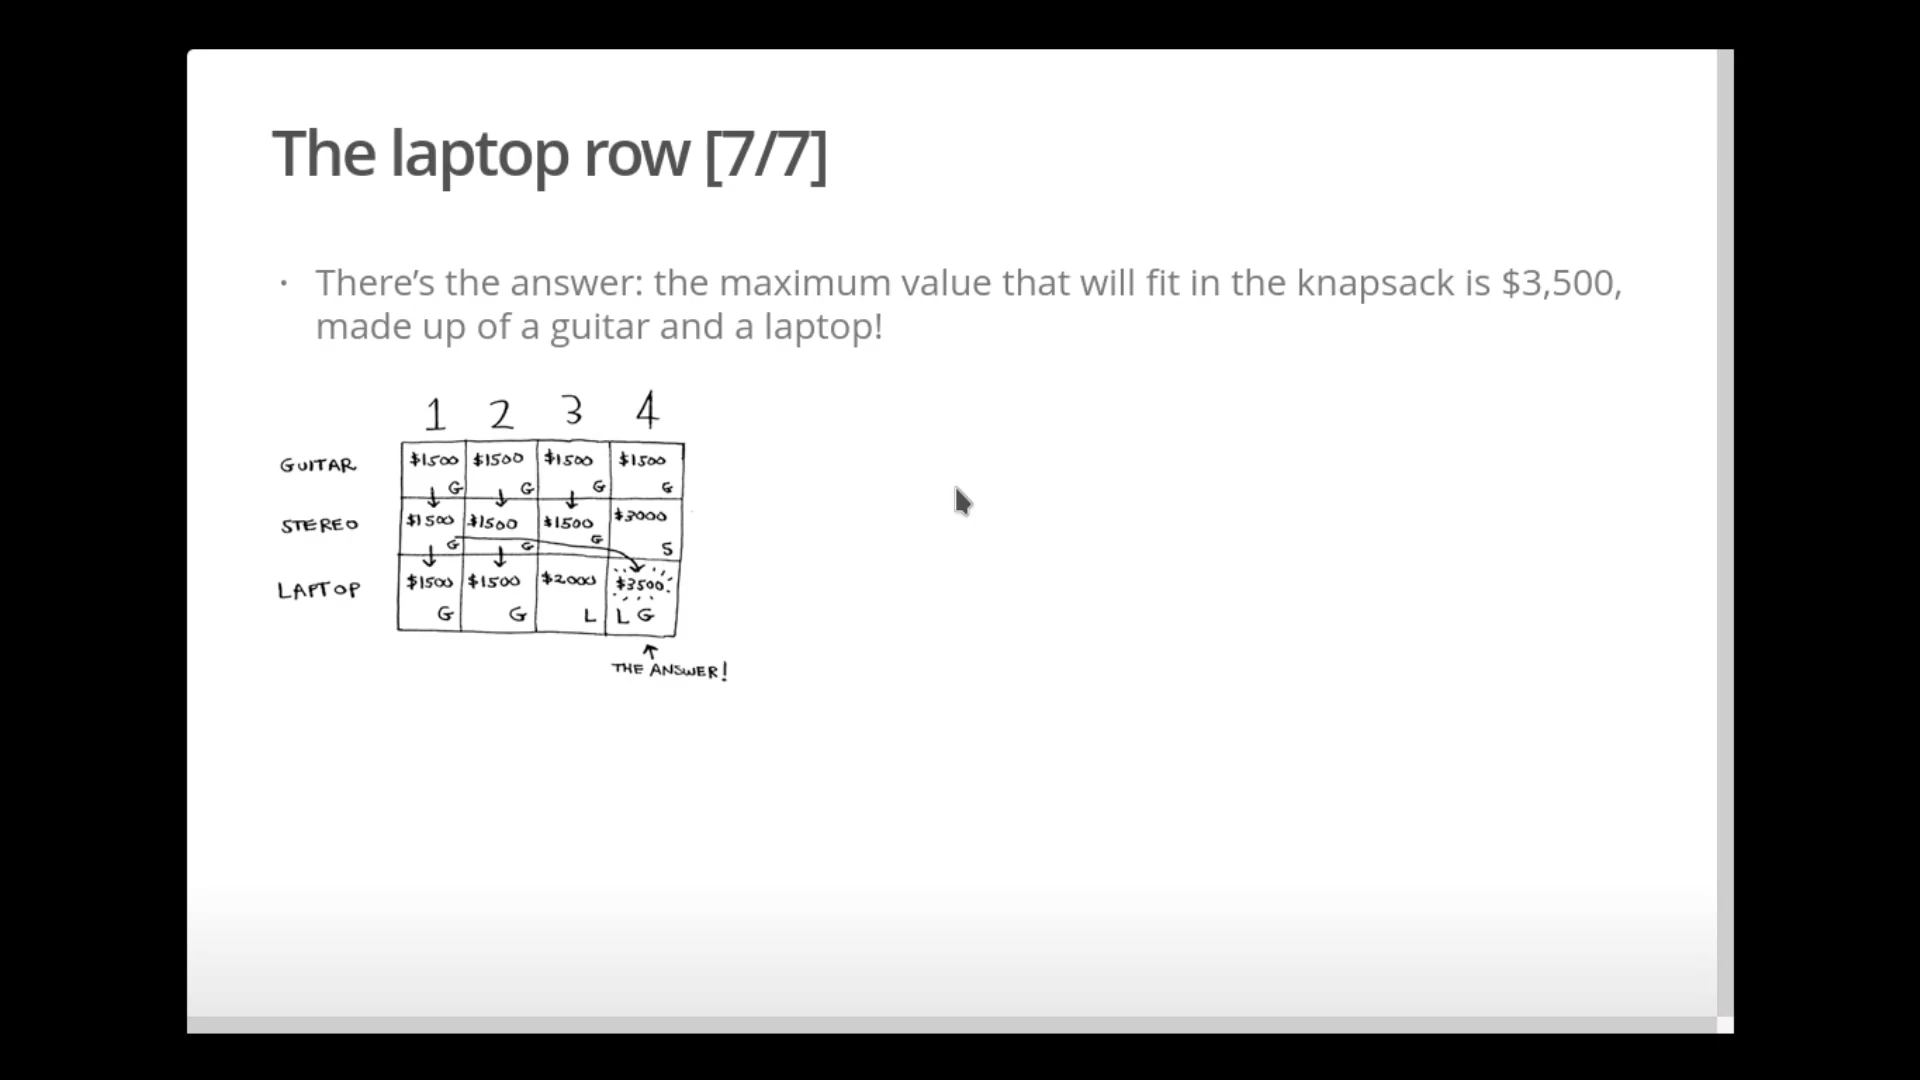 The laptop row [7/7]
· There’s the answer: the maximum value that will fit in the knapsack is $3,500,
made up of a guitar and a laptop!
1 2 3 4
GUITAR $1500 $1500 $1500 $1500
G G G G
STEREO $1500 $1500 $1500 $3000
G G G S
LAPTOP $1500 $1500 $2000 $3500
G G L L G
THE ANSWER!